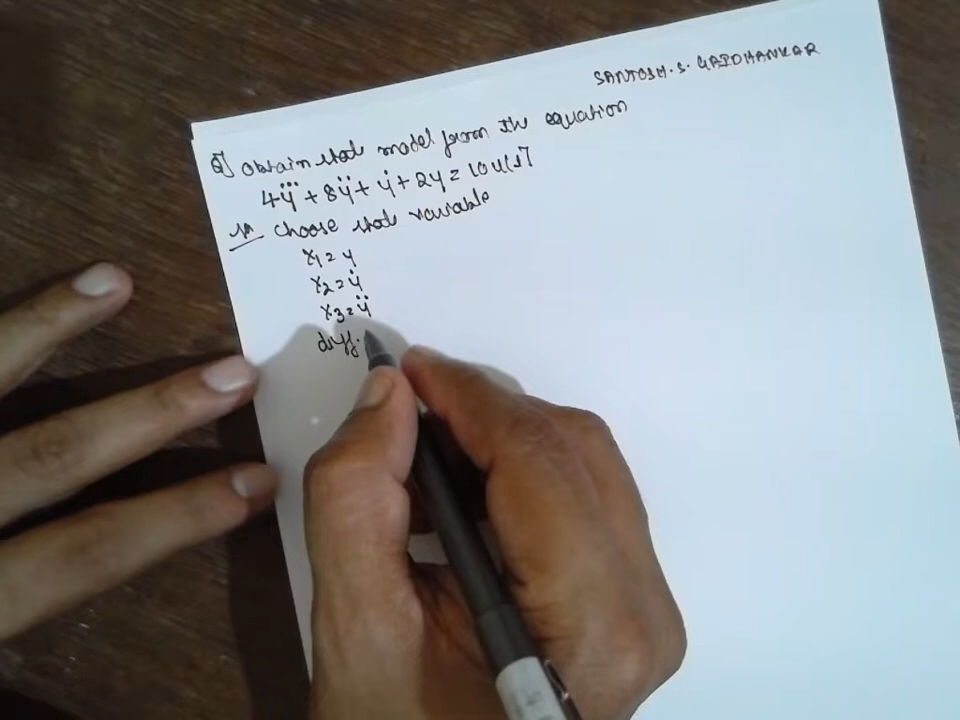 SANTOSH.S. GAIDHANKAR
Q] Obtain state model from the equation
4y⃛ + 8ÿ + ẏ + 2y = 10u(t)
choose state variable
x₁ = y
x₂ = ẏ
x₃ = ÿ
diff.